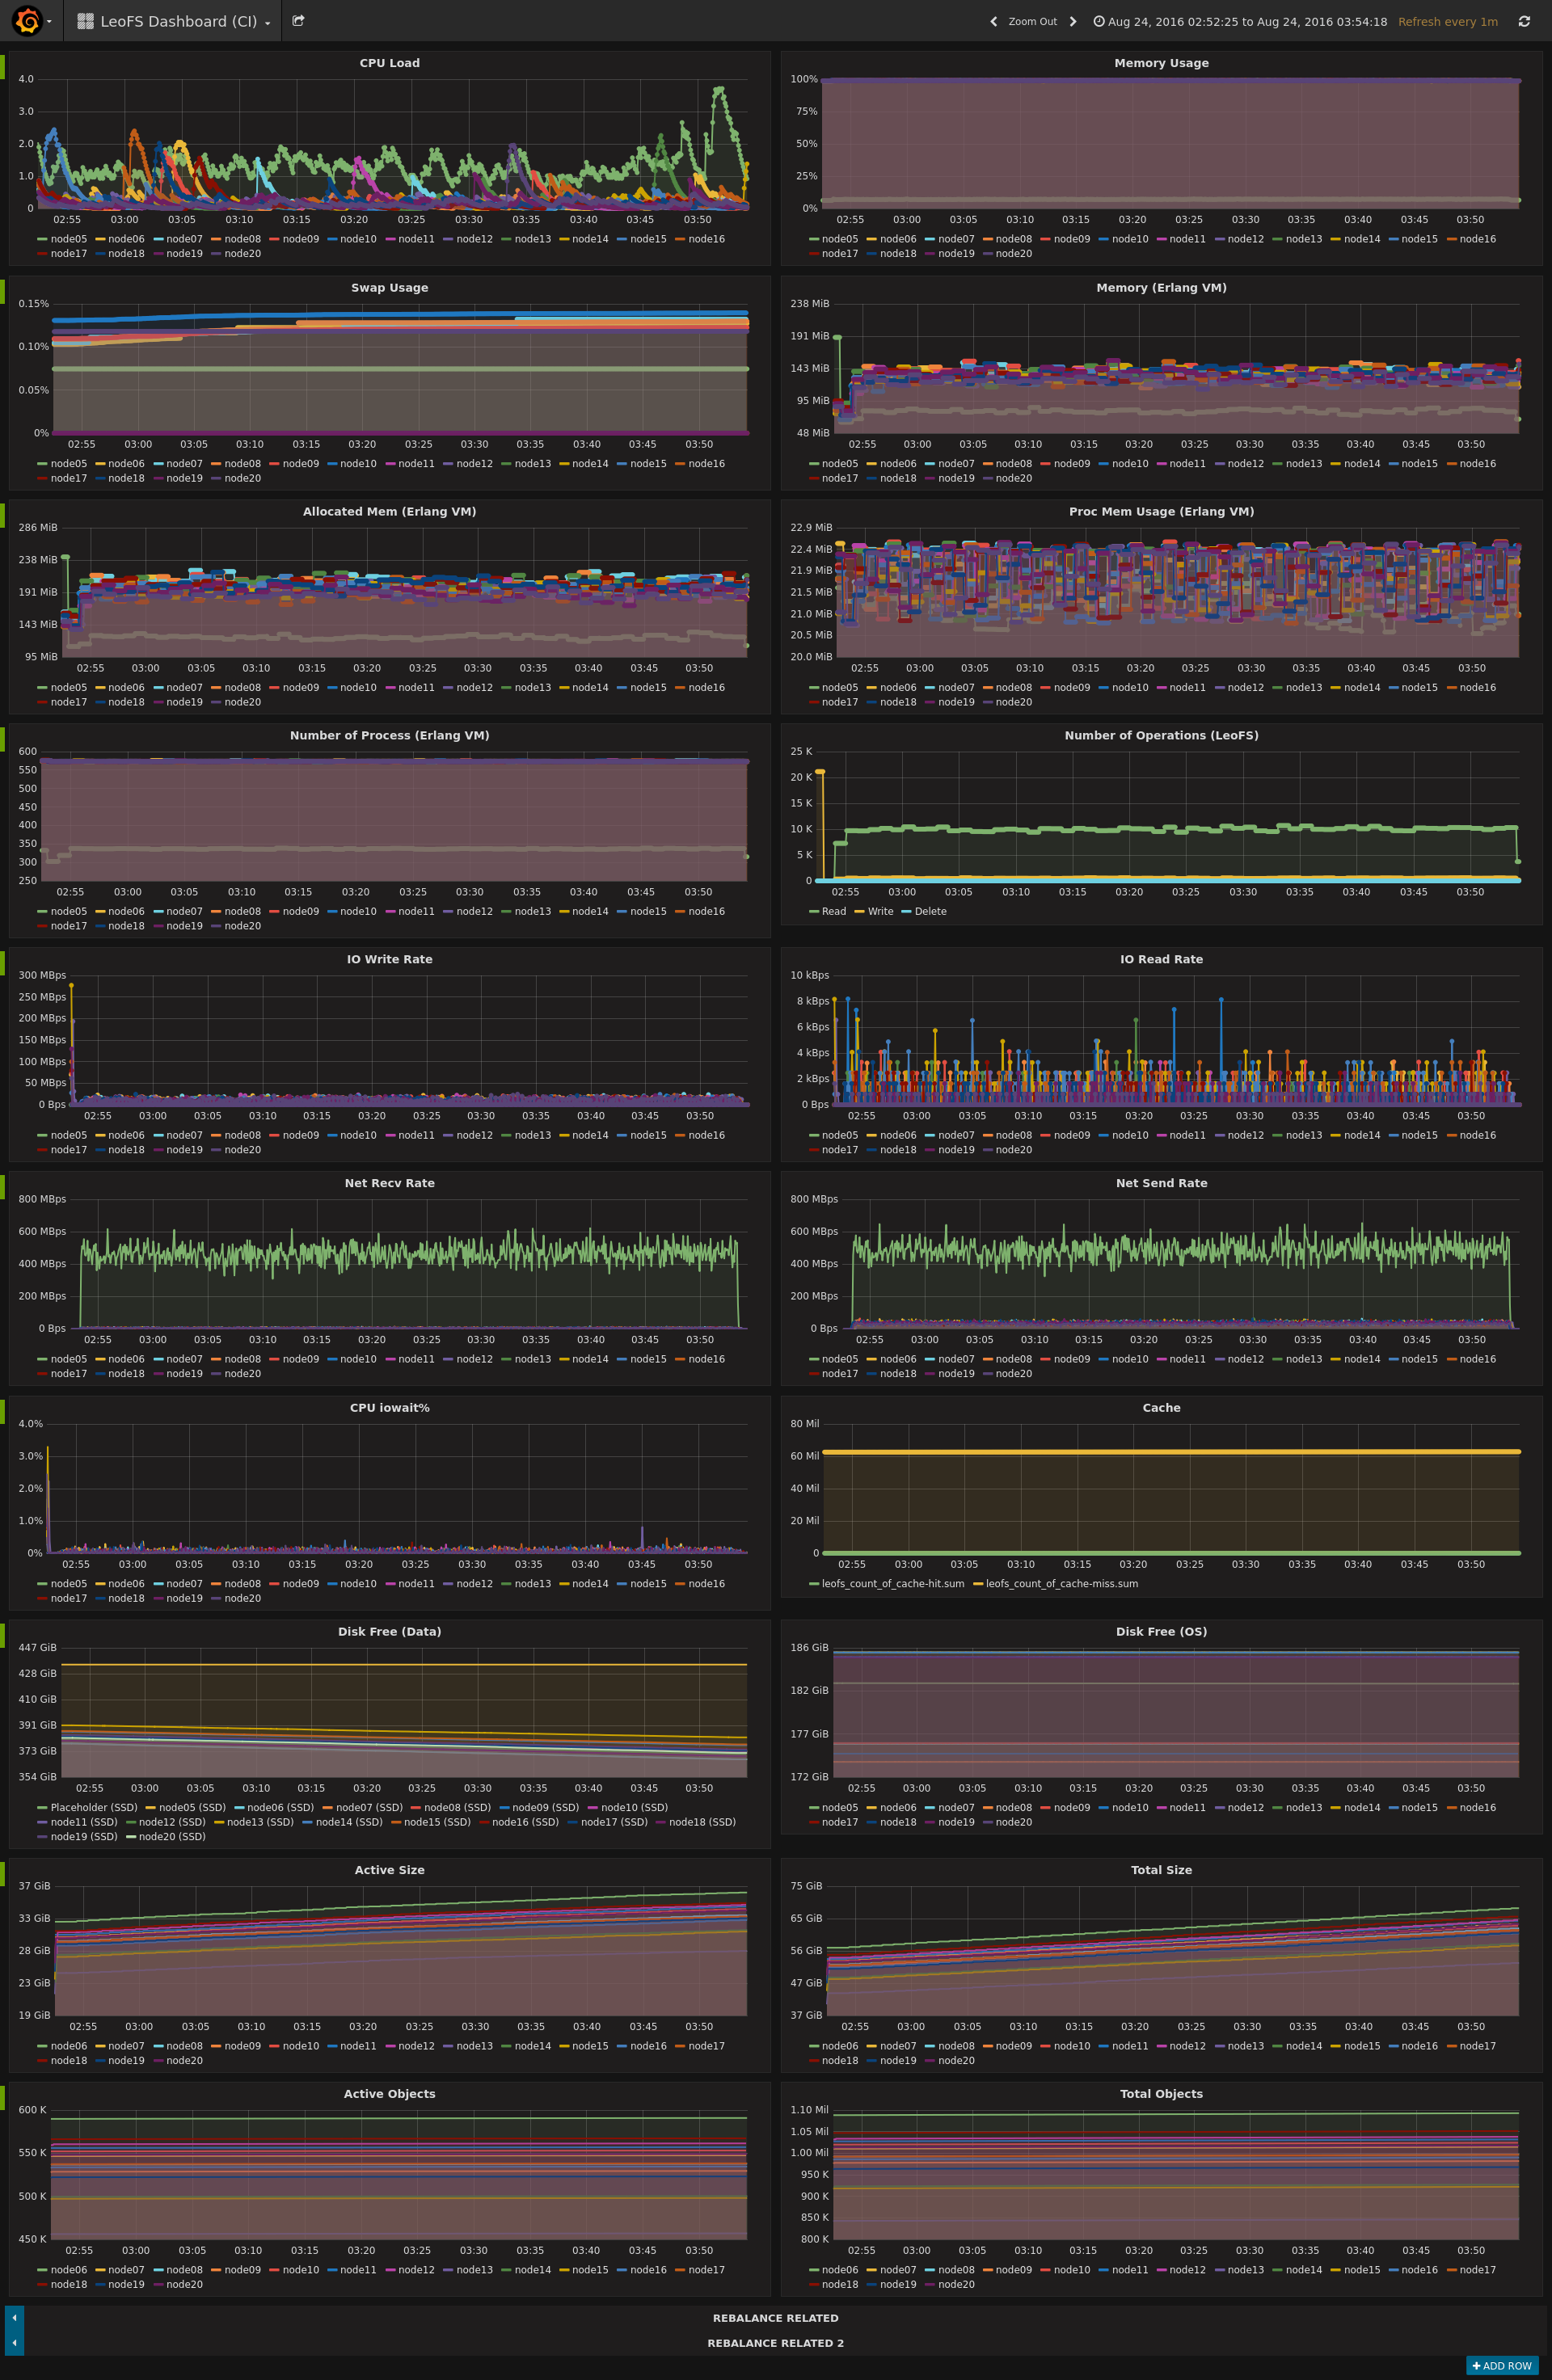 LeoFS Dashboard (CI)
Zoom Out
Aug 24, 2016 02:52:25 to Aug 24, 2016 03:54:18 Refresh every 1m
CPU Load
4.0
3.0
2.0
1.0
0
02:55 03:00 03:05 03:10 03:15 03:20 03:25 03:30 03:35 03:40 03:45 03:50
node05 node06 node07 node08 node09 node10 node11 node12 node13 node14 node15 node16
node17 node18 node19 node20
Memory Usage
100%
75%
50%
25%
0%
02:55 03:00 03:05 03:10 03:15 03:20 03:25 03:30 03:35 03:40 03:45 03:50
node05 node06 node07 node08 node09 node10 node11 node12 node13 node14 node15 node16
node17 node18 node19 node20
Swap Usage
0.15%
0.10%
0.05%
0%
02:55 03:00 03:05 03:10 03:15 03:20 03:25 03:30 03:35 03:40 03:45 03:50
node05 node06 node07 node08 node09 node10 node11 node12 node13 node14 node15 node16
node17 node18 node19 node20
Memory (Erlang VM)
238 MiB
191 MiB
143 MiB
95 MiB
48 MiB
02:55 03:00 03:05 03:10 03:15 03:20 03:25 03:30 03:35 03:40 03:45 03:50
node05 node06 node07 node08 node09 node10 node11 node12 node13 node14 node15 node16
node17 node18 node19 node20
Allocated Mem (Erlang VM)
286 MiB
238 MiB
191 MiB
143 MiB
95 MiB
02:55 03:00 03:05 03:10 03:15 03:20 03:25 03:30 03:35 03:40 03:45 03:50
node05 node06 node07 node08 node09 node10 node11 node12 node13 node14 node15 node16
node17 node18 node19 node20
Proc Mem Usage (Erlang VM)
22.9 MiB
22.4 MiB
21.9 MiB
21.5 MiB
21.0 MiB
20.5 MiB
20.0 MiB
02:55 03:00 03:05 03:10 03:15 03:20 03:25 03:30 03:35 03:40 03:45 03:50
node05 node06 node07 node08 node09 node10 node11 node12 node13 node14 node15 node16
node17 node18 node19 node20
Number of Process (Erlang VM)
600
550
500
450
400
350
300
250
02:55 03:00 03:05 03:10 03:15 03:20 03:25 03:30 03:35 03:40 03:45 03:50
node05 node06 node07 node08 node09 node10 node11 node12 node13 node14 node15 node16
node17 node18 node19 node20
Number of Operations (LeoFS)
25 K
20 K
15 K
10 K
5 K
0
02:55 03:00 03:05 03:10 03:15 03:20 03:25 03:30 03:35 03:40 03:45 03:50
Read Write Delete
IO Write Rate
300 MBps
250 MBps
200 MBps
150 MBps
100 MBps
50 MBps
0 Bps
02:55 03:00 03:05 03:10 03:15 03:20 03:25 03:30 03:35 03:40 03:45 03:50
node05 node06 node07 node08 node09 node10 node11 node12 node13 node14 node15 node16
node17 node18 node19 node20
IO Read Rate
10 kBps
8 kBps
6 kBps
4 kBps
2 kBps
0 Bps
02:55 03:00 03:05 03:10 03:15 03:20 03:25 03:30 03:35 03:40 03:45 03:50
node05 node06 node07 node08 node09 node10 node11 node12 node13 node14 node15 node16
node17 node18 node19 node20
Net Recv Rate
800 MBps
600 MBps
400 MBps
200 MBps
0 Bps
02:55 03:00 03:05 03:10 03:15 03:20 03:25 03:30 03:35 03:40 03:45 03:50
node05 node06 node07 node08 node09 node10 node11 node12 node13 node14 node15 node16
node17 node18 node19 node20
Net Send Rate
800 MBps
600 MBps
400 MBps
200 MBps
0 Bps
02:55 03:00 03:05 03:10 03:15 03:20 03:25 03:30 03:35 03:40 03:45 03:50
node05 node06 node07 node08 node09 node10 node11 node12 node13 node14 node15 node16
node17 node18 node19 node20
CPU iowait%
4.0%
3.0%
2.0%
1.0%
0%
02:55 03:00 03:05 03:10 03:15 03:20 03:25 03:30 03:35 03:40 03:45 03:50
node05 node06 node07 node08 node09 node10 node11 node12 node13 node14 node15 node16
node17 node18 node19 node20
Cache
80 Mil
60 Mil
40 Mil
20 Mil
0
02:55 03:00 03:05 03:10 03:15 03:20 03:25 03:30 03:35 03:40 03:45 03:50
leofs_count_of_cache-hit.sum leofs_count_of_cache-miss.sum
Disk Free (Data)
447 GiB
428 GiB
410 GiB
391 GiB
373 GiB
354 GiB
02:55 03:00 03:05 03:10 03:15 03:20 03:25 03:30 03:35 03:40 03:45 03:50
Placeholder (SSD) node05 (SSD) node06 (SSD) node07 (SSD) node08 (SSD) node09 (SSD) node10 (SSD)
node11 (SSD) node12 (SSD) node13 (SSD) node14 (SSD) node15 (SSD) node16 (SSD) node17 (SSD) node18 (SSD)
node19 (SSD) node20 (SSD)
Disk Free (OS)
186 GiB
182 GiB
177 GiB
172 GiB
02:55 03:00 03:05 03:10 03:15 03:20 03:25 03:30 03:35 03:40 03:45 03:50
node05 node06 node07 node08 node09 node10 node11 node12 node13 node14 node15 node16
node17 node18 node19 node20
Active Size
37 GiB
33 GiB
28 GiB
23 GiB
19 GiB
02:55 03:00 03:05 03:10 03:15 03:20 03:25 03:30 03:35 03:40 03:45 03:50
node06 node07 node08 node09 node10 node11 node12 node13 node14 node15 node16 node17
node18 node19 node20
Total Size
75 GiB
65 GiB
56 GiB
47 GiB
37 GiB
02:55 03:00 03:05 03:10 03:15 03:20 03:25 03:30 03:35 03:40 03:45 03:50
node06 node07 node08 node09 node10 node11 node12 node13 node14 node15 node16 node17
node18 node19 node20
Active Objects
600 K
550 K
500 K
450 K
02:55 03:00 03:05 03:10 03:15 03:20 03:25 03:30 03:35 03:40 03:45 03:50
node06 node07 node08 node09 node10 node11 node12 node13 node14 node15 node16 node17
node18 node19 node20
Total Objects
1.10 Mil
1.05 Mil
1.00 Mil
950 K
900 K
850 K
800 K
02:55 03:00 03:05 03:10 03:15 03:20 03:25 03:30 03:35 03:40 03:45 03:50
node06 node07 node08 node09 node10 node11 node12 node13 node14 node15 node16 node17
node18 node19 node20
REBALANCE RELATED
REBALANCE RELATED 2
ADD ROW